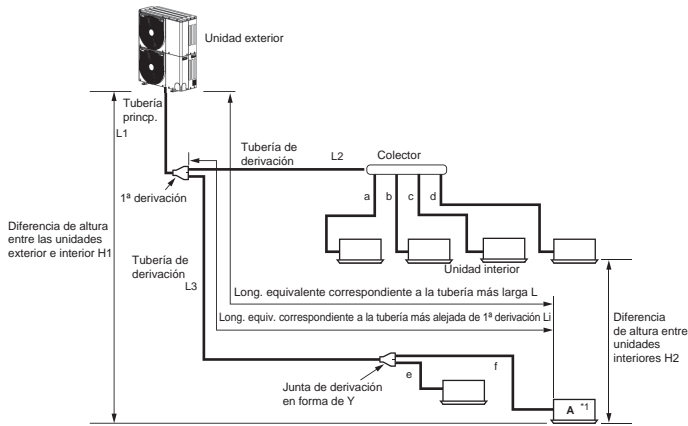 Unidad exterior
Tubería
princp.
L1
Tubería de
derivación
L2
Colector
1ª derivación
a
b
c
d
Diferencia de altura
entre las unidades
exterior e interior H1
Tubería de
derivación
L3
Unidad interior
Long. equivalente correspondiente a la tubería más larga L
Long. equiv. correspondiente a la tubería más alejada de 1ª derivación Li
Diferencia
de altura entre
unidades
interiores H2
Junta de derivación
en forma de Y
e
f
A *1